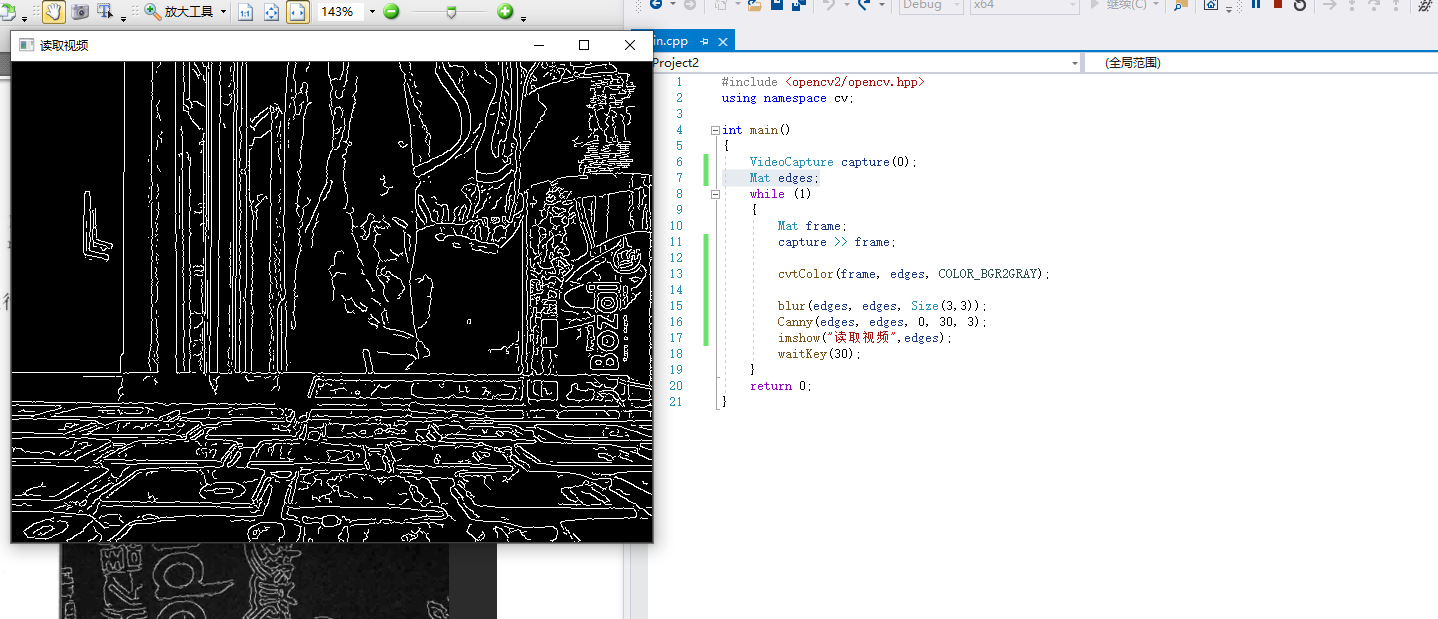 放大工具
143%
Debug
x64
继续(C)
读取视频
in.cpp
Project2
(全局范围)
1 #include <opencv2/opencv.hpp>
2 using namespace cv;
3
4 int main()
5 {
6 VideoCapture capture(0);
7 Mat edges;
8 while (1)
9 {
10 Mat frame;
11 capture >> frame;
12
13 cvtColor(frame, edges, COLOR_BGR2GRAY);
14
15 blur(edges, edges, Size(3,3));
16 Canny(edges, edges, 0, 30, 3);
17 imshow("读取视频",edges);
18 waitKey(30);
19 }
20 return 0;
21 }